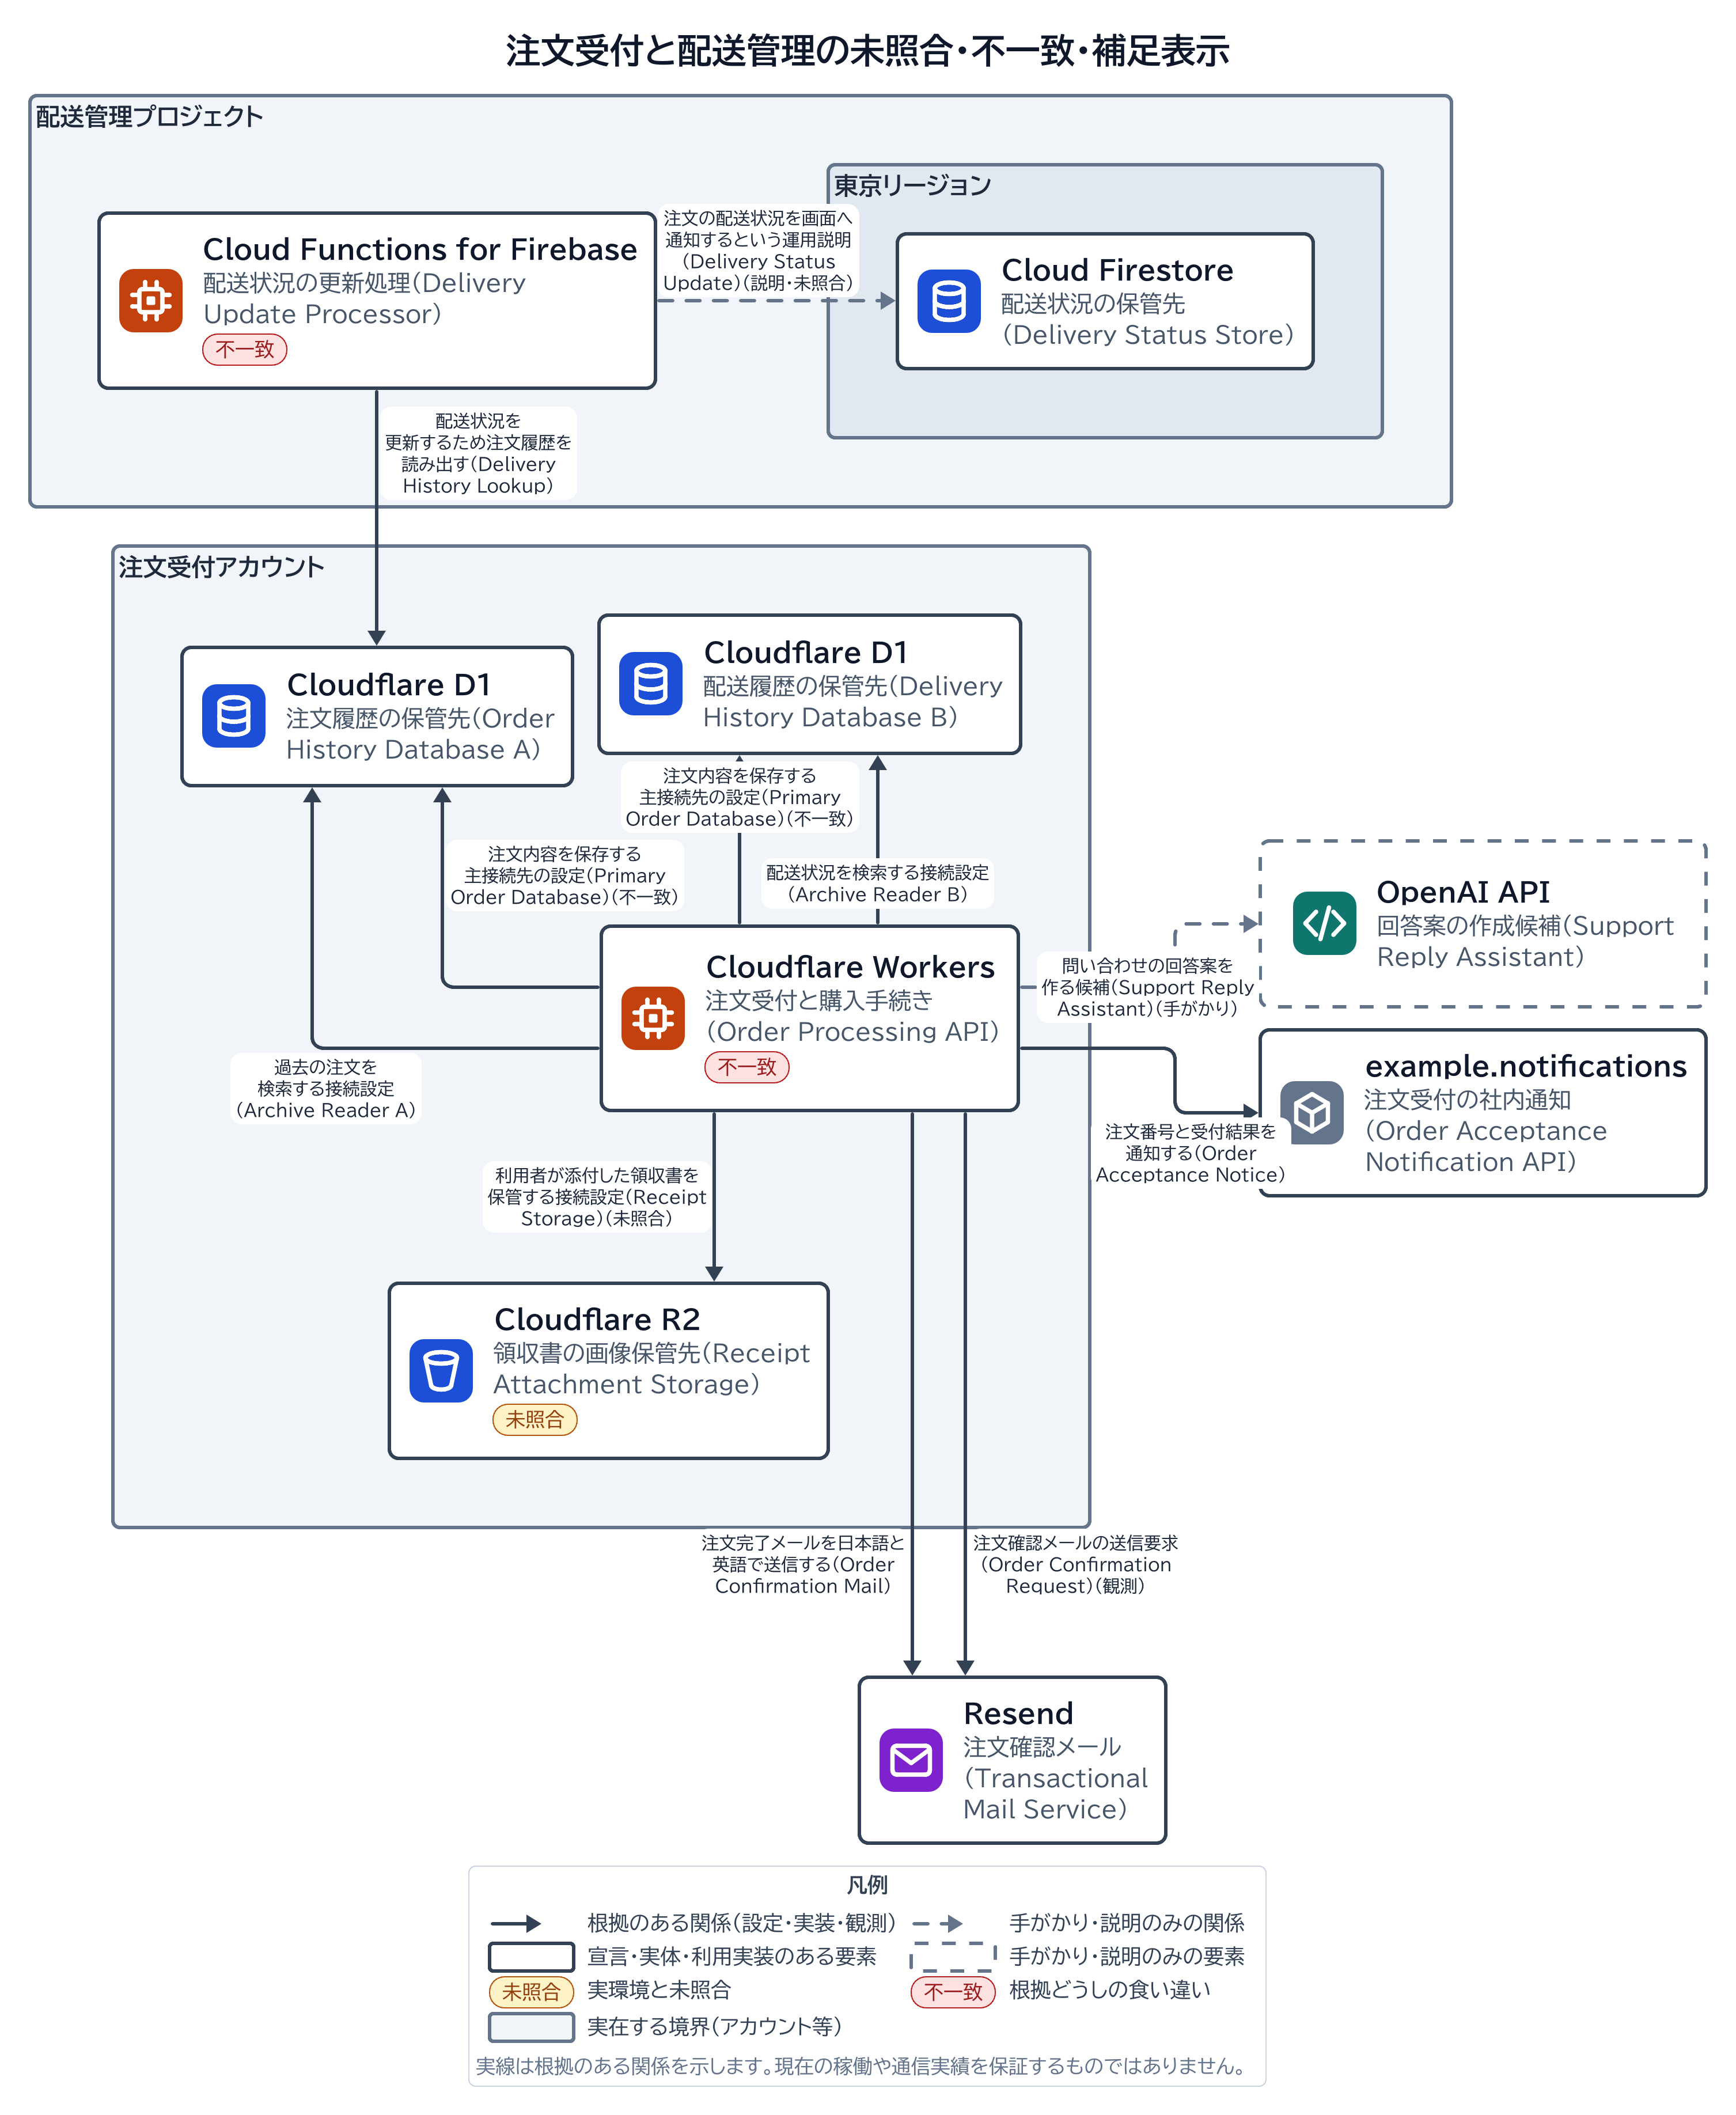 注文受付と配送管理の未照合・不一致・補足表示
配送管理プロジェクト
東京リージョン
Cloud Functions for Firebase
配送状況の更新処理(Delivery
Update Processor)
不一致
注文の配送状況を画面へ
通知するという運用説明
(Delivery Status
Update)(説明・未照合)
Cloud Firestore
配送状況の保管先
(Delivery Status Store)
配送状況を
更新するため注文履歴を
読み出す(Delivery
History Lookup)
注文受付アカウント
Cloudflare D1
注文履歴の保管先(Order
History Database A)
Cloudflare D1
配送履歴の保管先(Delivery
History Database B)
注文内容を保存する
主接続先の設定(Primary
Order Database)(不一致)
注文内容を保存する
主接続先の設定(Primary
Order Database)(不一致)
配送状況を検索する接続設定
(Archive Reader B)
OpenAI API
回答案の作成候補(Support
Reply Assistant)
Cloudflare Workers
注文受付と購入手続き
(Order Processing API)
不一致
問い合わせの回答案を
作る候補(Support Reply
Assistant)(手がかり)
過去の注文を
検索する接続設定
(Archive Reader A)
example.notifications
注文受付の社内通知
(Order Acceptance
Notification API)
注文番号と受付結果を
通知する(Order
Acceptance Notice)
利用者が添付した領収書を
保管する接続設定(Receipt
Storage)(未照合)
Cloudflare R2
領収書の画像保管先(Receipt
Attachment Storage)
未照合
注文完了メールを日本語と
英語で送信する(Order
Confirmation Mail)
注文確認メールの送信要求
(Order Confirmation
Request)(観測)
Resend
注文確認メール
(Transactional
Mail Service)
凡例
根拠のある関係(設定・実装・観測)
手がかり・説明のみの関係
宣言・実体・利用実装のある要素
手がかり・説明のみの要素
未照合
実環境と未照合
不一致
根拠どうしの食い違い
実在する境界(アカウント等)
実線は根拠のある関係を示します。現在の稼働や通信実績を保証するものではありません。